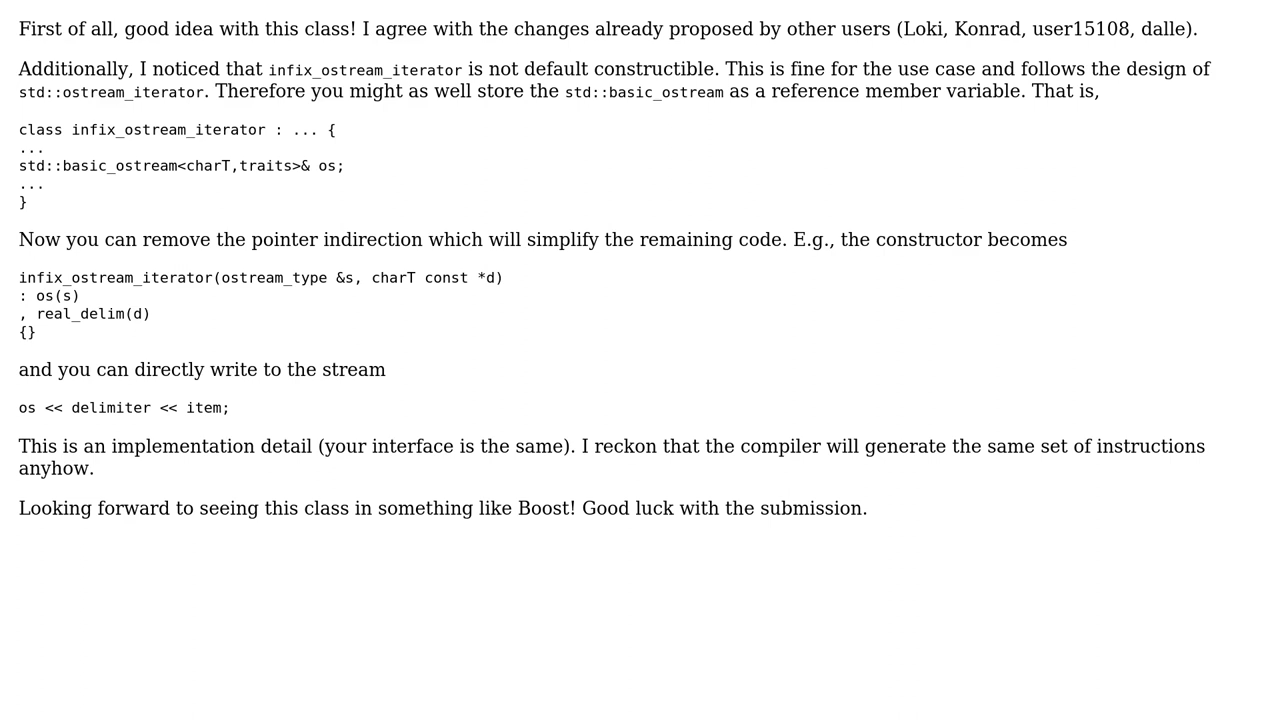 First of all, good idea with this class! I agree with the changes already proposed by other users (Loki, Konrad, user15108, dalle).
Additionally, I noticed that infix_ostream_iterator is not default constructible. This is fine for the use case and follows the design of
std::ostream_iterator. Therefore you might as well store the std::basic_ostream as a reference member variable. That is,
class infix_ostream_iterator : ... {
...
std::basic_ostream<charT,traits>& os;
...
}
Now you can remove the pointer indirection which will simplify the remaining code. E.g., the constructor becomes
infix_ostream_iterator(ostream_type &s, charT const *d)
: os(s)
, real_delim(d)
{}
and you can directly write to the stream
os << delimiter << item;
This is an implementation detail (your interface is the same). I reckon that the compiler will generate the same set of instructions
anyhow.
Looking forward to seeing this class in something like Boost! Good luck with the submission.